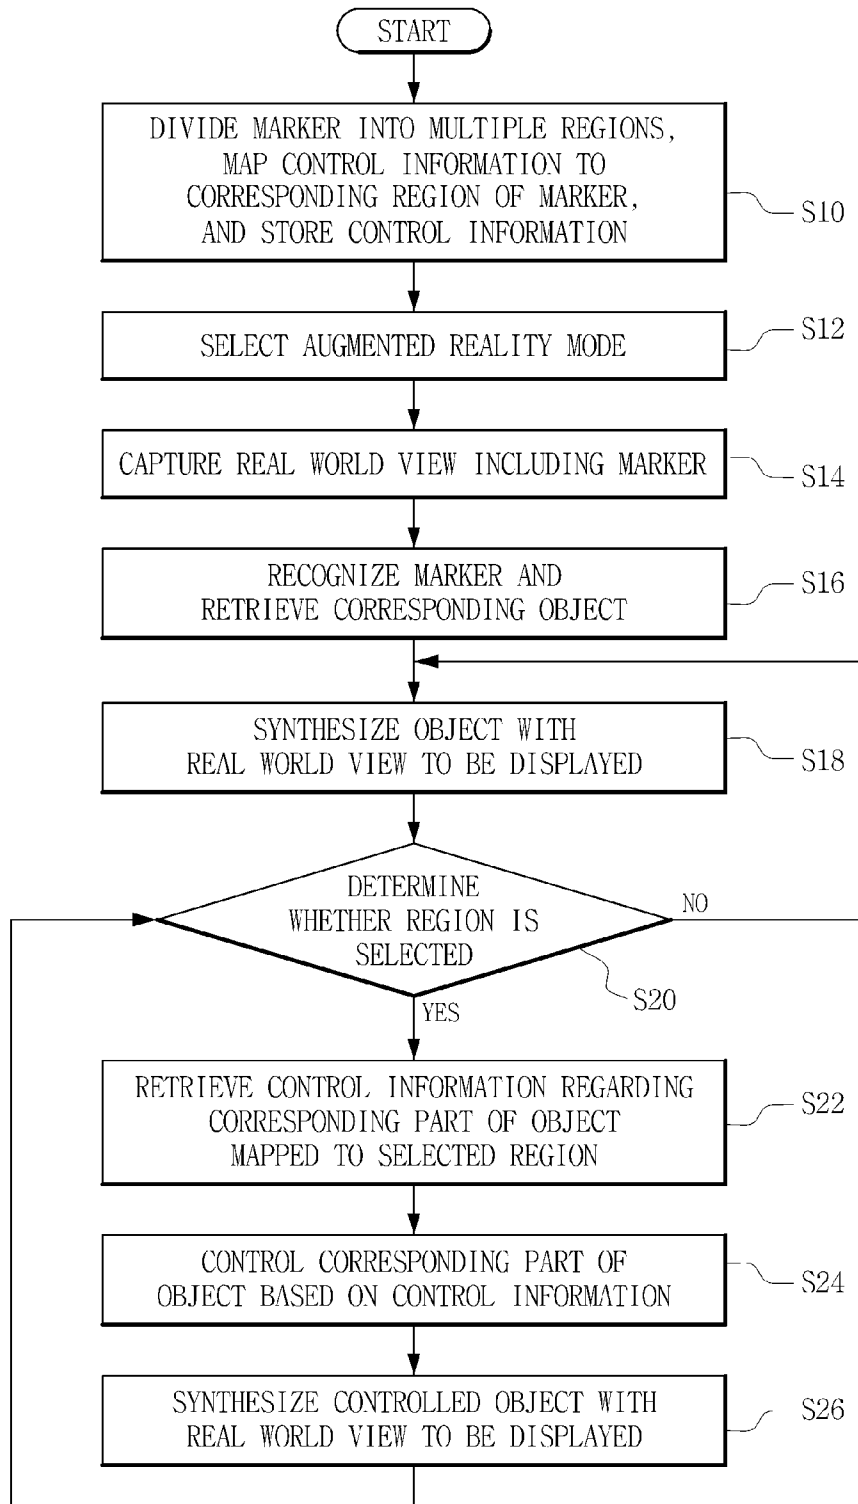 START
DIVIDE MARKER INTO MULTIPLE REGIONS,
MAP CONTROL INFORMATION TO
CORRESPONDING REGION OF MARKER,
AND STORE CONTROL INFORMATION
S10
SELECT AUGMENTED REALITY MODE
S12
CAPTURE REAL WORLD VIEW INCLUDING MARKER
S14
RECOGNIZE MARKER AND
RETRIEVE CORRESPONDING OBJECT
S16
SYNTHESIZE OBJECT WITH
REAL WORLD VIEW TO BE DISPLAYED
S18
DETERMINE
WHETHER REGION IS
SELECTED
NO
S20
YES
RETRIEVE CONTROL INFORMATION REGARDING
CORRESPONDING PART OF OBJECT
MAPPED TO SELECTED REGION
S22
CONTROL CORRESPONDING PART OF
OBJECT BASED ON CONTROL INFORMATION
S24
SYNTHESIZE CONTROLLED OBJECT WITH
REAL WORLD VIEW TO BE DISPLAYED
S26